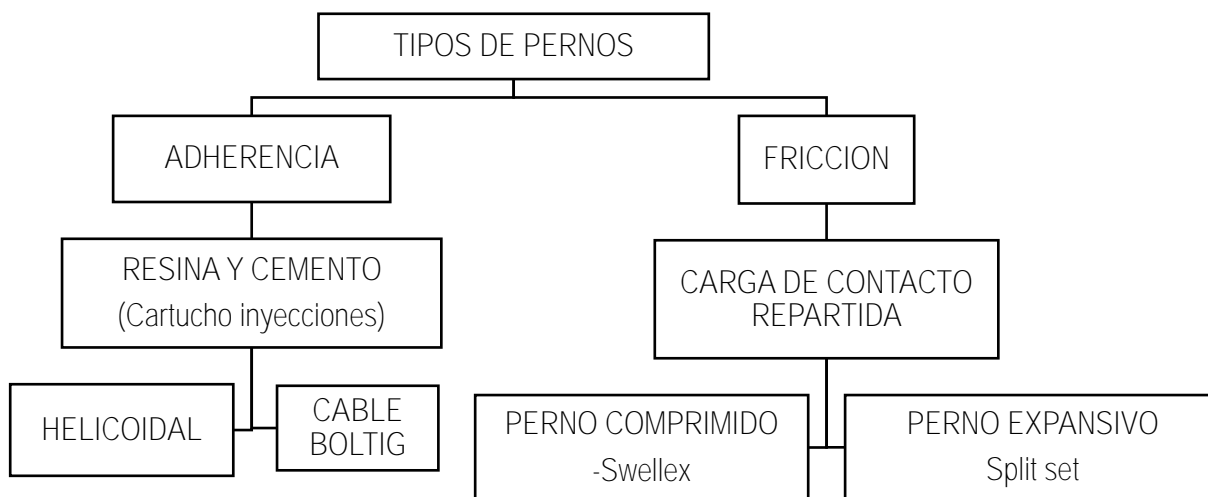 TIPOS DE PERNOS
ADHERENCIA
FRICCION
RESINA Y CEMENTO
(Cartucho inyecciones)
CARGA DE CONTACTO
REPARTIDA
HELICOIDAL
CABLE
BOLTIG
PERNO COMPRIMIDO
-Swellex
PERNO EXPANSIVO
Split set